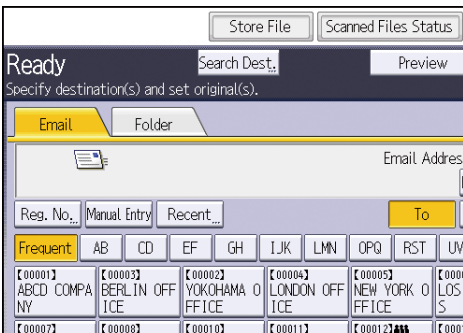 Store File Scanned Files Status
Ready Search Dest. Preview
Specify destination(s) and set original(s).
Email Folder
Email Addres
Reg. No. Manual Entry Recent To
Frequent AB CD EF GH IJK LMN OPQ RST UV
[00001] [00003] [00002] [00004] [00005] [000
ABCD COMPA BERLIN OFF YOKOHAMA O LONDON OFF NEW YORK O LOS
NY ICE FFICE ICE FFICE S
[00007] [00008] [00010] [00011] [00012]